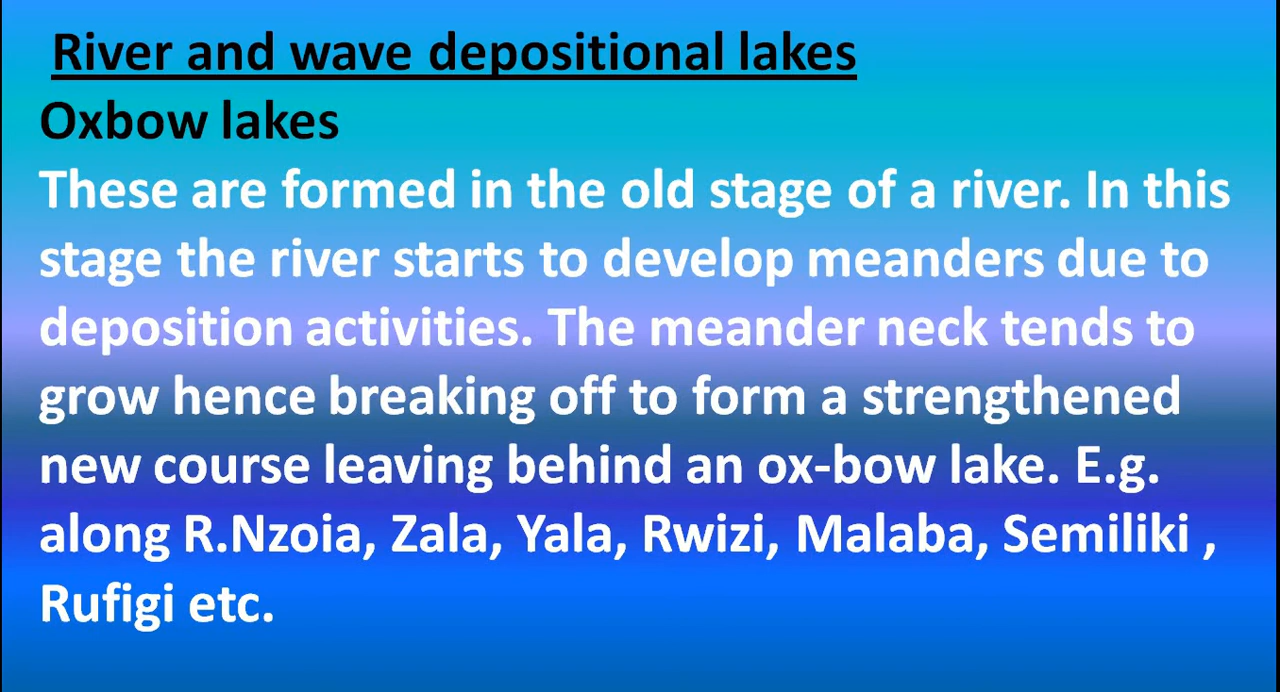 River and wave depositional lakes
Oxbow lakes
These are formed in the old stage of a river. In this
stage the river starts to develop meanders due to
deposition activities. The meander neck tends to
grow hence breaking off to form a strengthened
new course leaving behind an ox-bow lake. E.g.
along R.Nzoia, Zala, Yala, Rwizi, Malaba, Semiliki ,
Rufigi etc.